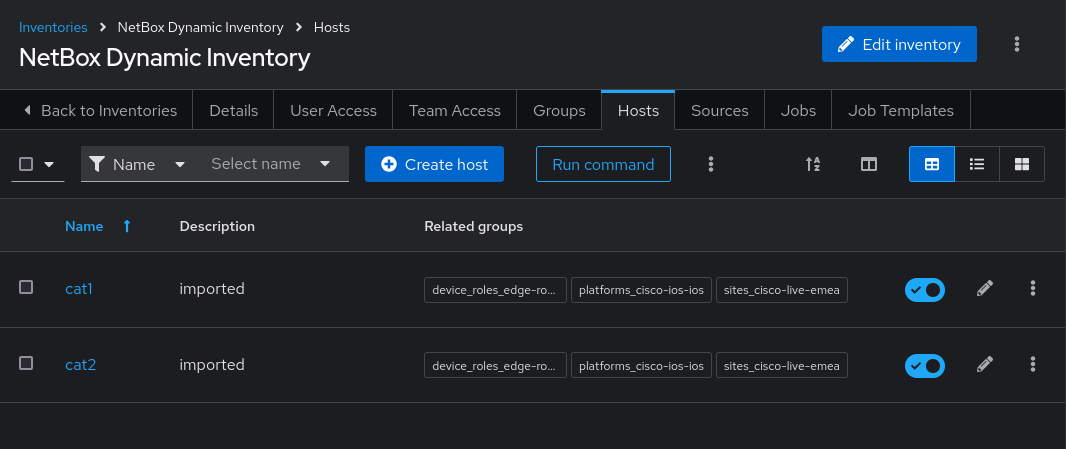 Inventories > NetBox Dynamic Inventory > Hosts
NetBox Dynamic Inventory
Edit inventory
Back to Inventories Details User Access Team Access Groups Hosts Sources Jobs Job Templates
Name Select name Create host Run command
Name Description Related groups
cat1 imported device_roles_edge-ro... platforms_cisco-ios-ios sites_cisco-live-emea
cat2 imported device_roles_edge-ro... platforms_cisco-ios-ios sites_cisco-live-emea